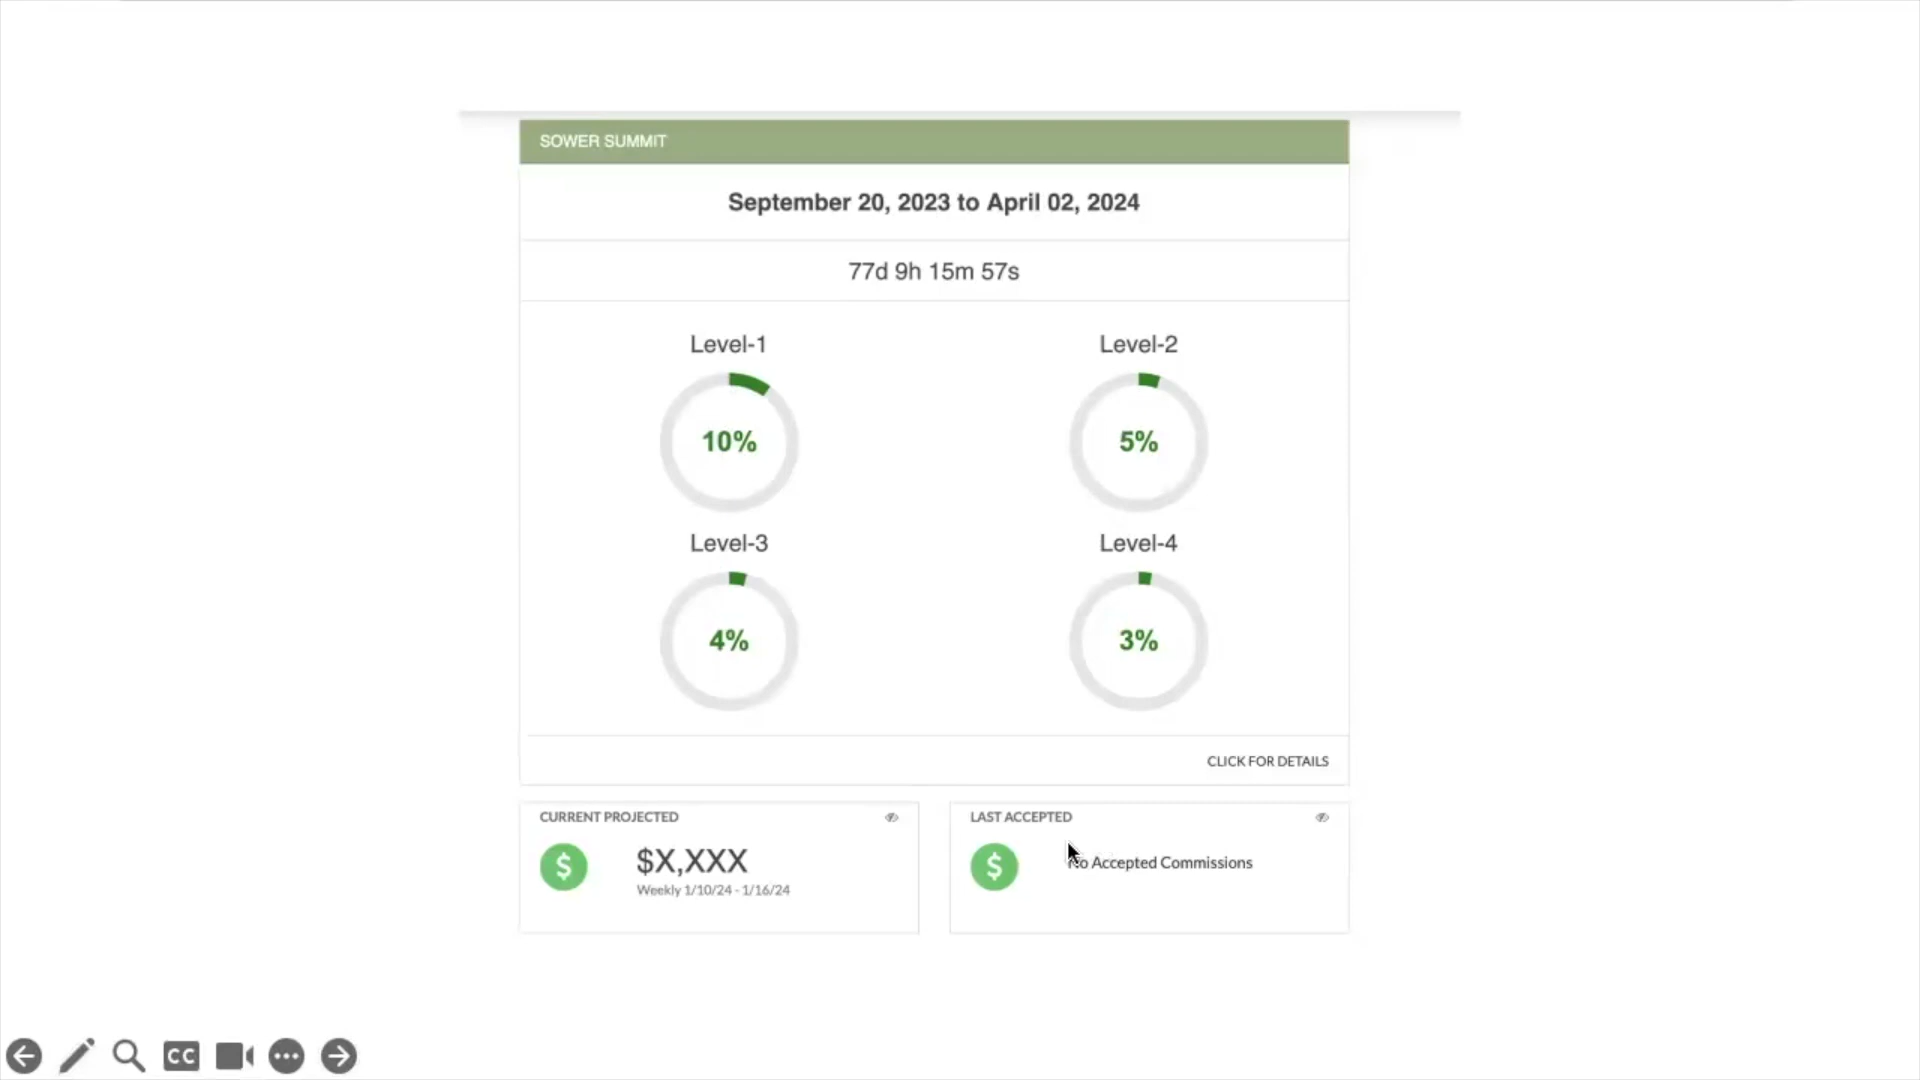 SOWER SUMMIT
September 20, 2023 to April 02, 2024
77d 9h 15m 57s
Level-1
Level-2
10%
5%
Level-3
Level-4
4%
3%
CLICK FOR DETAILS
CURRENT PROJECTED
LAST ACCEPTED
$
$X,XXX
Weekly 1/10/24 - 1/16/24
$
No Accepted Commissions
CC